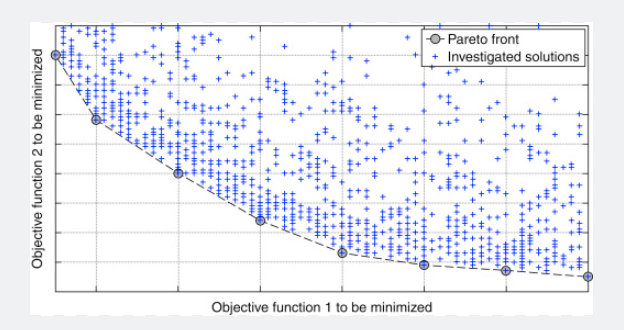 Pareto front
Investigated solutions
Objective function 2 to be minimized
Objective function 1 to be minimized